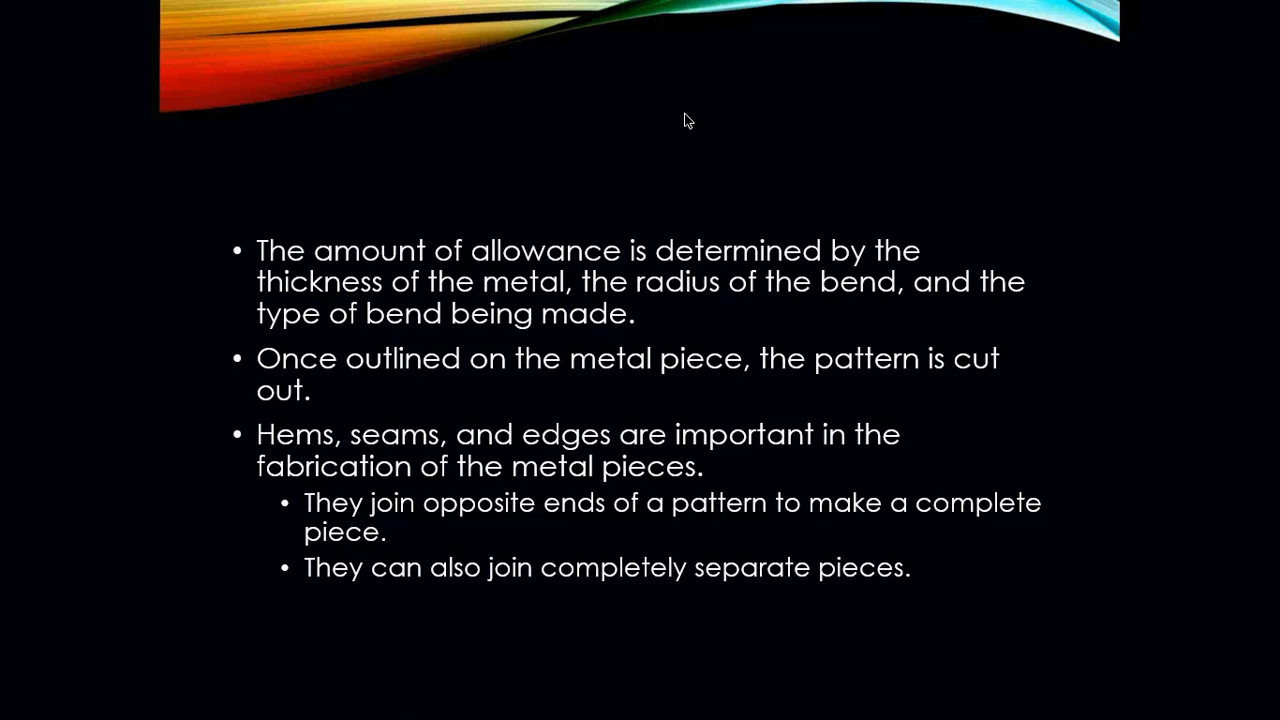 • The amount of allowance is determined by the
thickness of the metal, the radius of the bend, and the
type of bend being made.
• Once outlined on the metal piece, the pattern is cut
out.
• Hems, seams, and edges are important in the
fabrication of the metal pieces.
• They join opposite ends of a pattern to make a complete
piece.
• They can also join completely separate pieces.